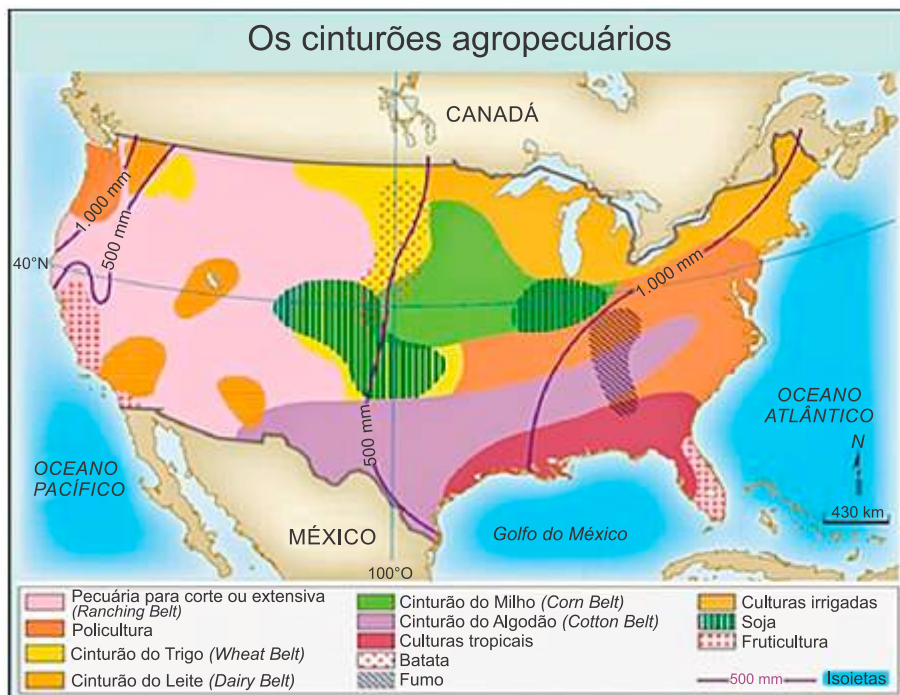 Os cinturões agropecuários
CANADÁ
1.000 mm
500 mm
40°N
1.000 mm
OCEANO
ATLÂNTICO
N
430 km
500 mm
OCEANO
PACÍFICO
MÉXICO
Golfo do México
100°O
Pecuária para corte ou extensiva
(Ranching Belt)
Policultura
Cinturão do Trigo (Wheat Belt)
Cinturão do Leite (Dairy Belt)
Cinturão do Milho (Corn Belt)
Cinturão do Algodão (Cotton Belt)
Culturas tropicais
Batata
Fumo
Culturas irrigadas
Soja
Fruticultura
500 mm Isoietas